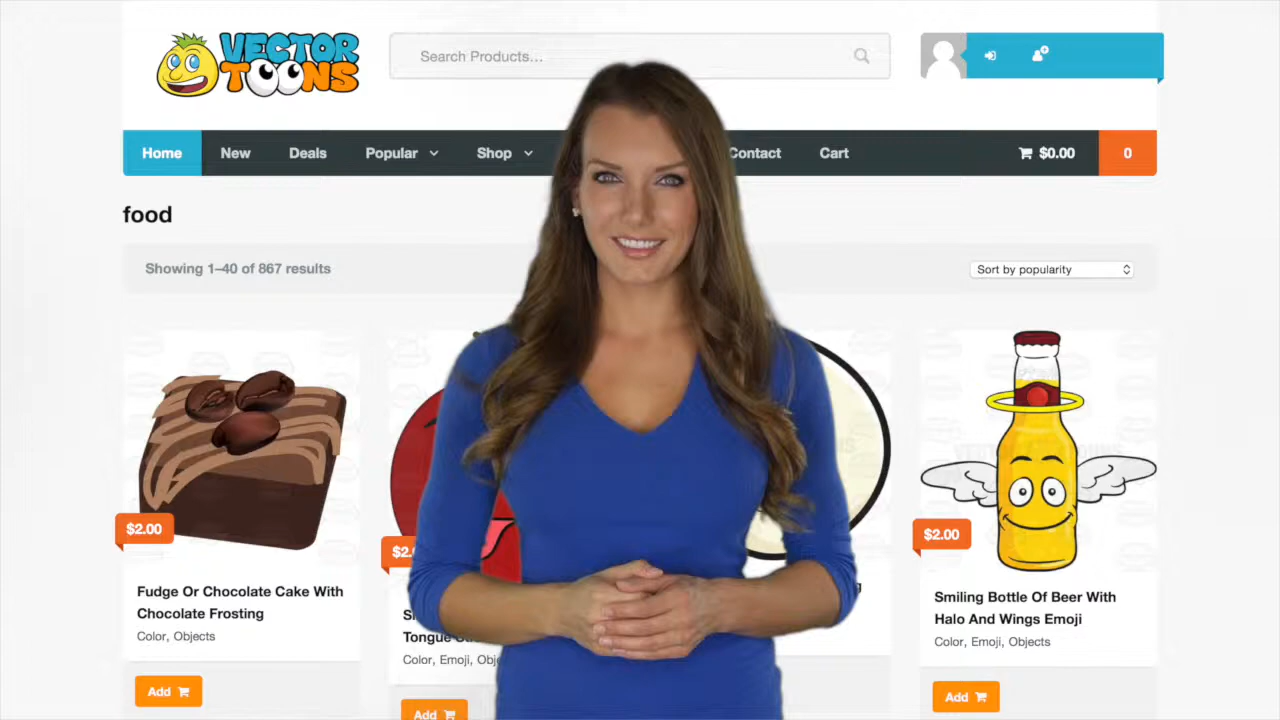 VECTOR
TOONS
Search Products...
Home
New
Deals
Popular
Shop
Contact
Cart
$0.00
0
food
Showing 1–40 of 867 results
Sort by popularity
$2.00
$2.00
Fudge Or Chocolate Cake With
Chocolate Frosting
Color, Objects
Add
Tongue
Color, Emoji,
Add
Smiling Bottle Of Beer With
Halo And Wings Emoji
Color, Emoji, Objects
Add